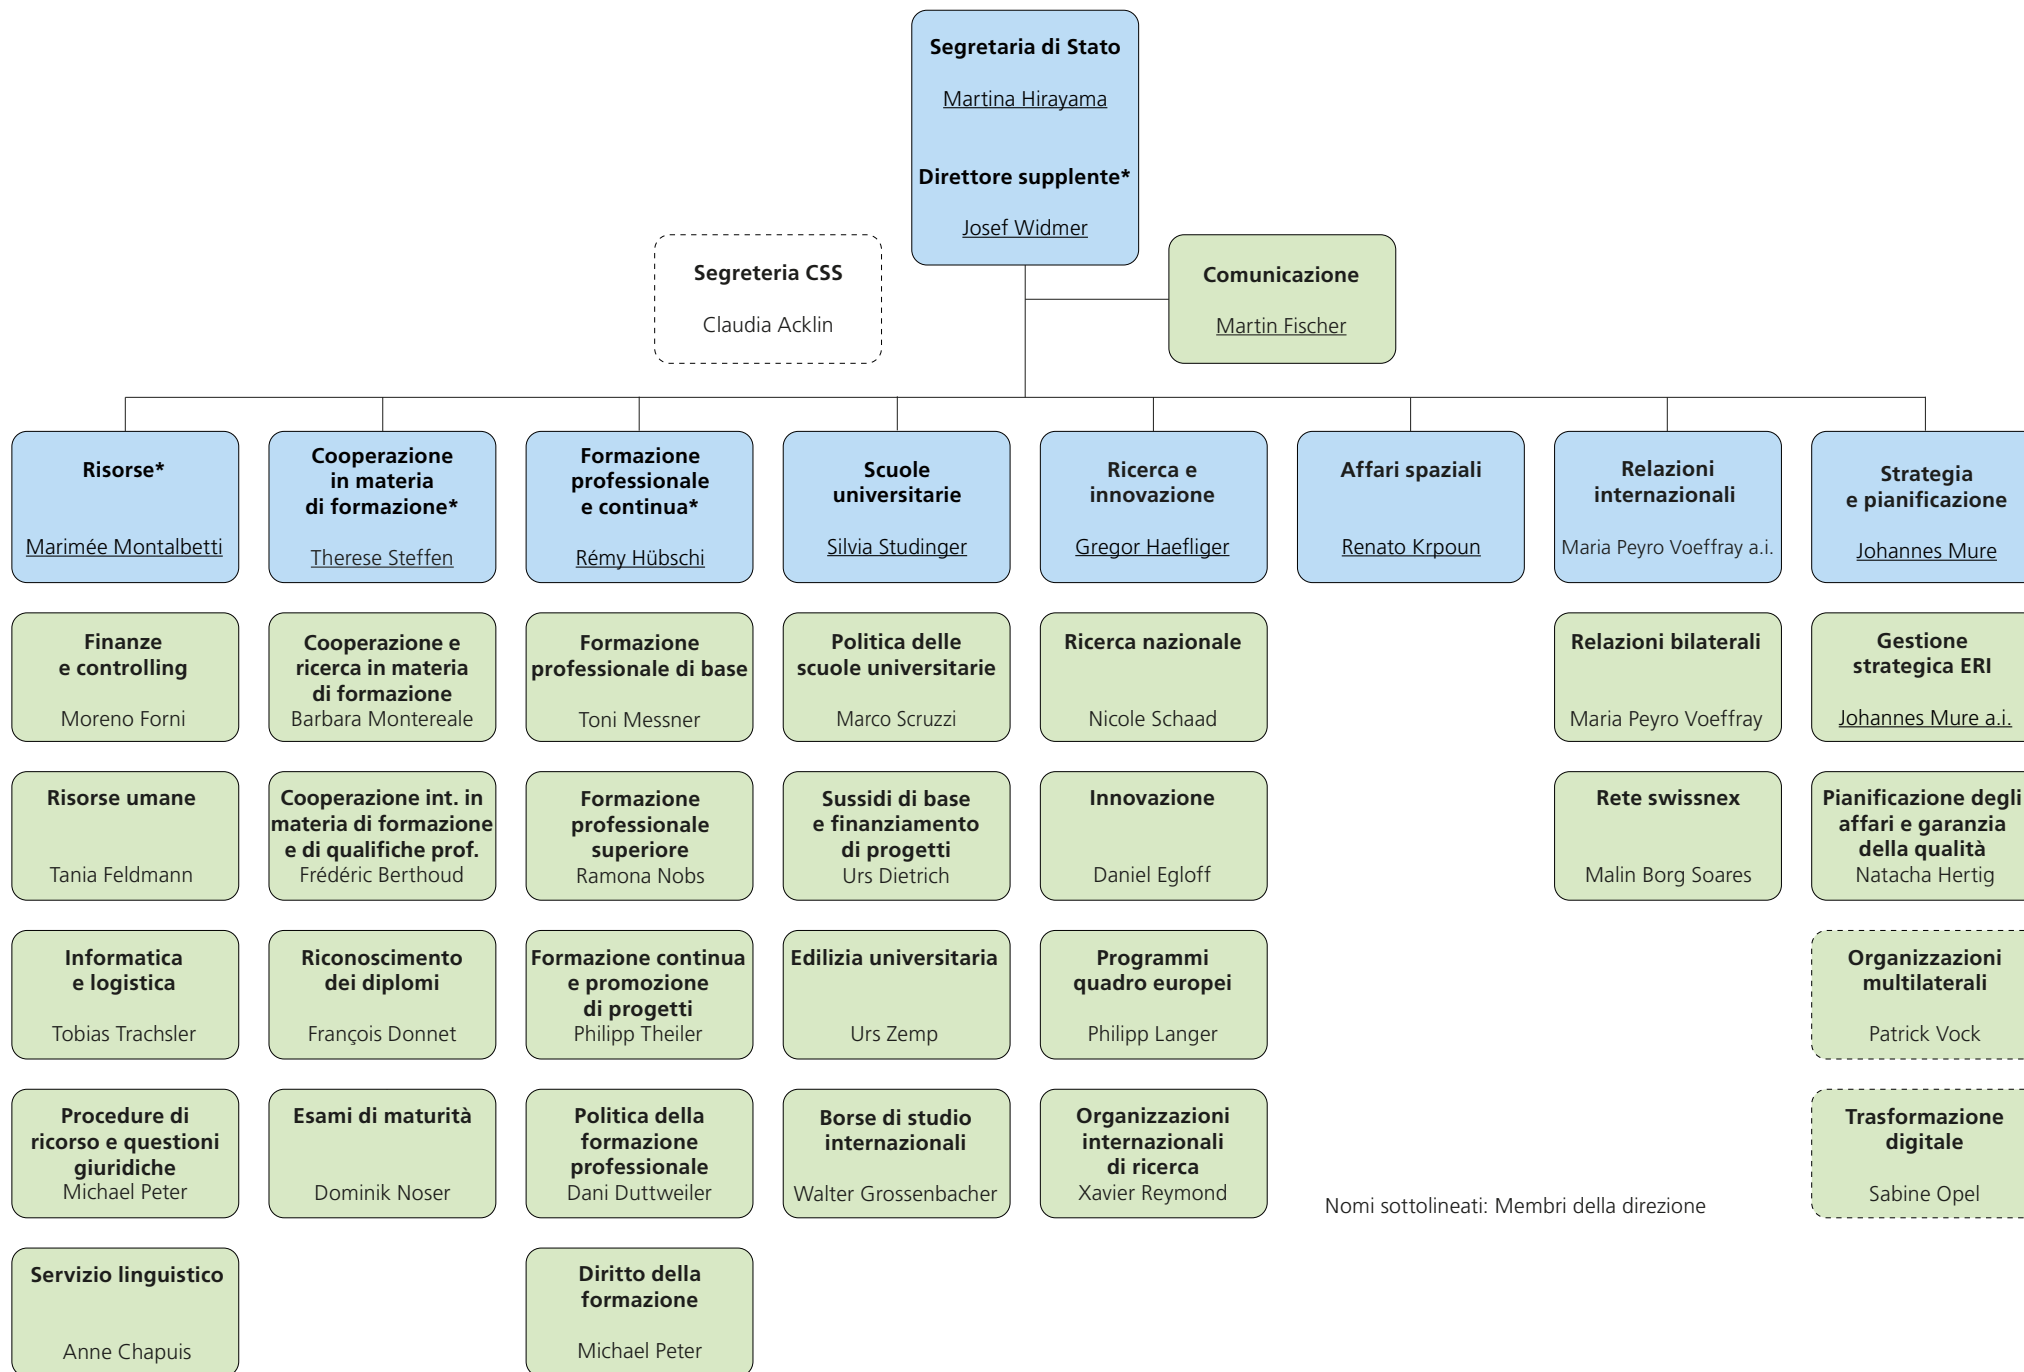 Segretaria di Stato
Martina Hirayama
Direttore supplente*
Josef Widmer
Segreteria CSS
Claudia Acklin
Comunicazione
Martin Fischer
Risorse*
Marimée Montalbetti
Cooperazione
in materia
di formazione*
Therese Steffen
Formazione
professionale
e continua*
Rémy Hübschi
Scuole
universitarie
Silvia Studinger
Ricerca e
innovazione
Gregor Haefliger
Affari spaziali
Renato Krpoun
Relazioni
internazionali
Maria Peyro Voeffray a.i.
Strategia
e pianificazione
Johannes Mure
Finanze
e controlling
Moreno Forni
Cooperazione e
ricerca in materia
di formazione
Barbara Montereale
Formazione
professionale di base
Toni Messner
Politica delle
scuole universitarie
Marco Scruzzi
Ricerca nazionale
Nicole Schaad
Relazioni bilaterali
Maria Peyro Voeffray
Gestione
strategica ERI
Johannes Mure a.i.
Risorse umane
Tania Feldmann
Cooperazione int. in
materia di formazione
e di qualifiche prof.
Frédéric Berthoud
Formazione
professionale
superiore
Ramona Nobs
Sussidi di base
e finanziamento
di progetti
Urs Dietrich
Innovazione
Daniel Egloff
Rete swissnex
Malin Borg Soares
Pianificazione degli
affari e garanzia
della qualità
Natacha Hertig
Informatica
e logistica
Tobias Trachsler
Riconoscimento
dei diplomi
François Donnet
Formazione continua
e promozione
di progetti
Philipp Theiler
Edilizia universitaria
Urs Zemp
Programmi
quadro europei
Philipp Langer
Organizzazioni
multilaterali
Patrick Vock
Procedure di
ricorso e questioni
giuridiche
Michael Peter
Esami di maturità
Dominik Noser
Politica della
formazione
professionale
Dani Duttweiler
Borse di studio
internazionali
Walter Grossenbacher
Organizzazioni
internazionali
di ricerca
Xavier Reymond
Nomi sottolineati: Membri della direzione
Trasformazione
digitale
Sabine Opel
Servizio linguistico
Anne Chapuis
Diritto della
formazione
Michael Peter